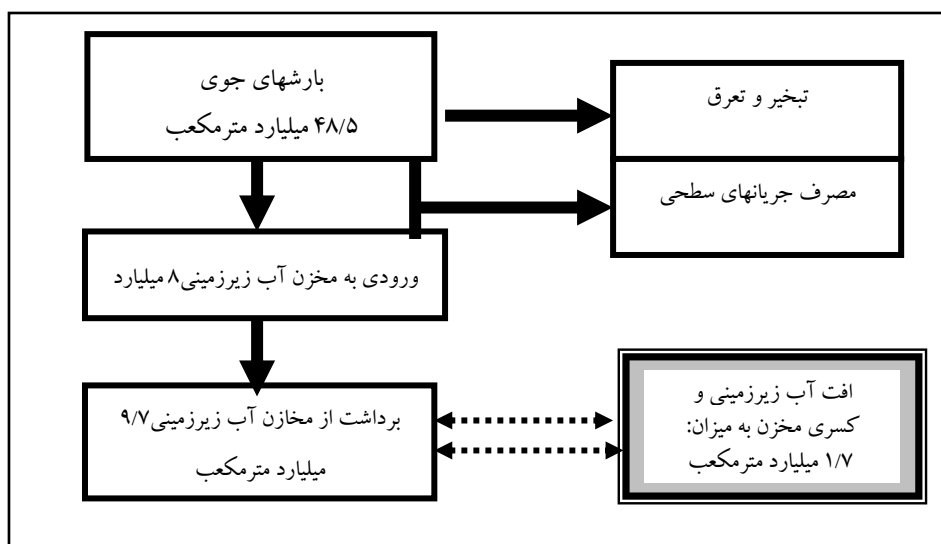 بارشهای جوی
۴۸/۵ میلیارد مترمکعب
تبخیر و تعرق
مصرف جریانهای سطحی
ورودی به مخزن آب زیرزمینی۸ میلیارد
برداشت از مخازن آب زیرزمینی۹/۷
میلیارد مترمکعب
افت آب زیرزمینی و
کسری مخزن به میزان:
۱/۷ میلیارد مترمکعب